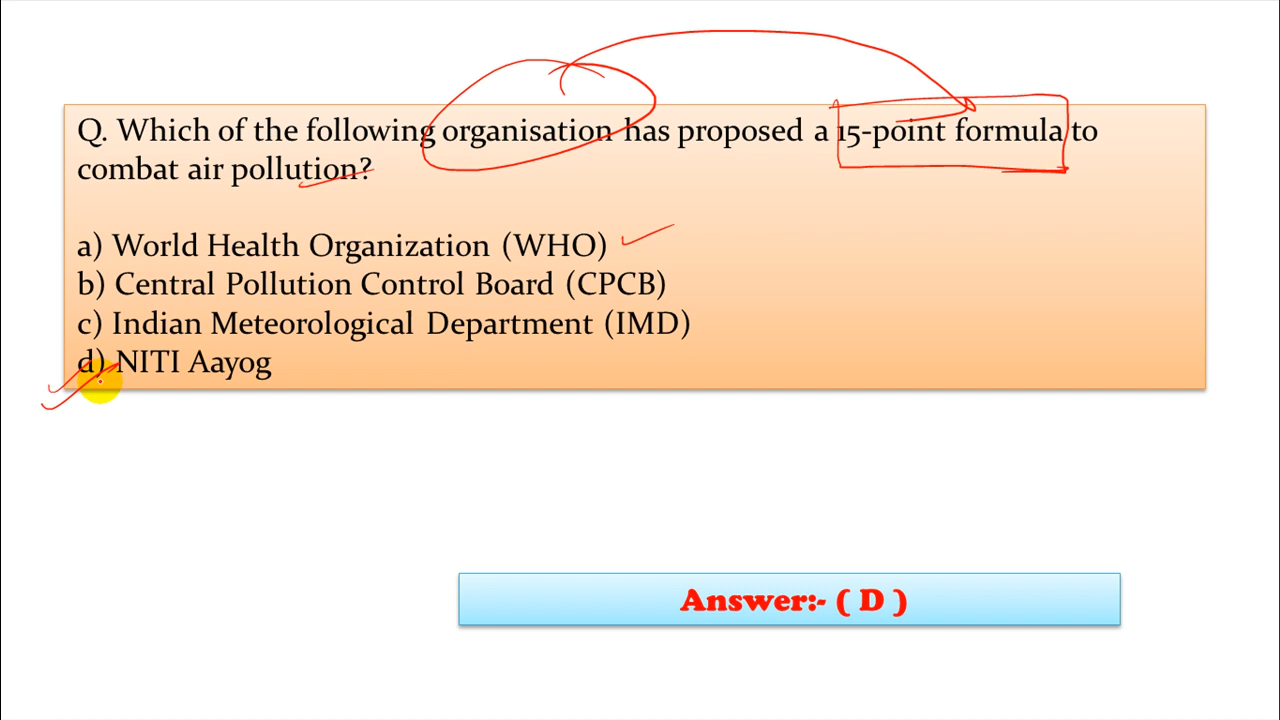 Q. Which of the following organisation has proposed a 15-point formula to
combat air pollution?
a) World Health Organization (WHO)
b) Central Pollution Control Board (CPCB)
c) Indian Meteorological Department (IMD)
d) NITI Aayog
Answer:- ( D )